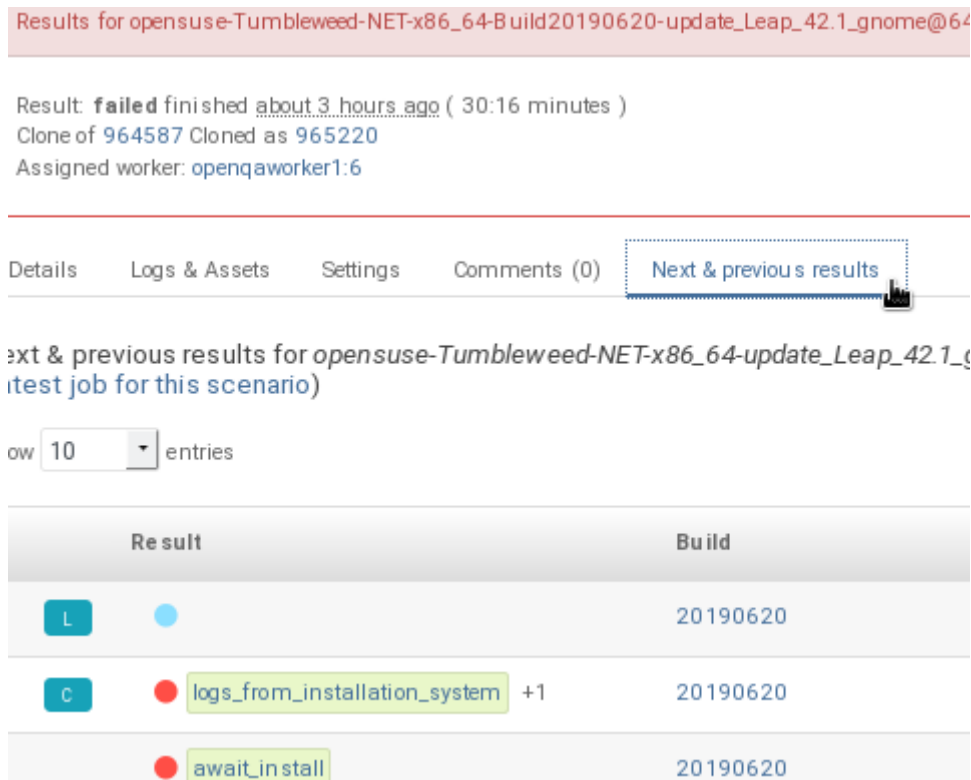 Results for opensuse-Tumbleweed-NET-x86_64-Build20190620-update_Leap_42.1_gnome@64
Result: failed finished about 3 hours ago ( 30:16 minutes )
Clone of 964587 Cloned as 965220
Assigned worker: openqaworker1:6
Details Logs & Assets Settings Comments (0) Next & previous results
ext & previous results for opensuse-Tumbleweed-NET-x86_64-update_Leap_42.1_g
atest job for this scenario)
ow 10 entries
Result Build
L 20190620
C logs_from_installation_system +1 20190620
await_install 20190620